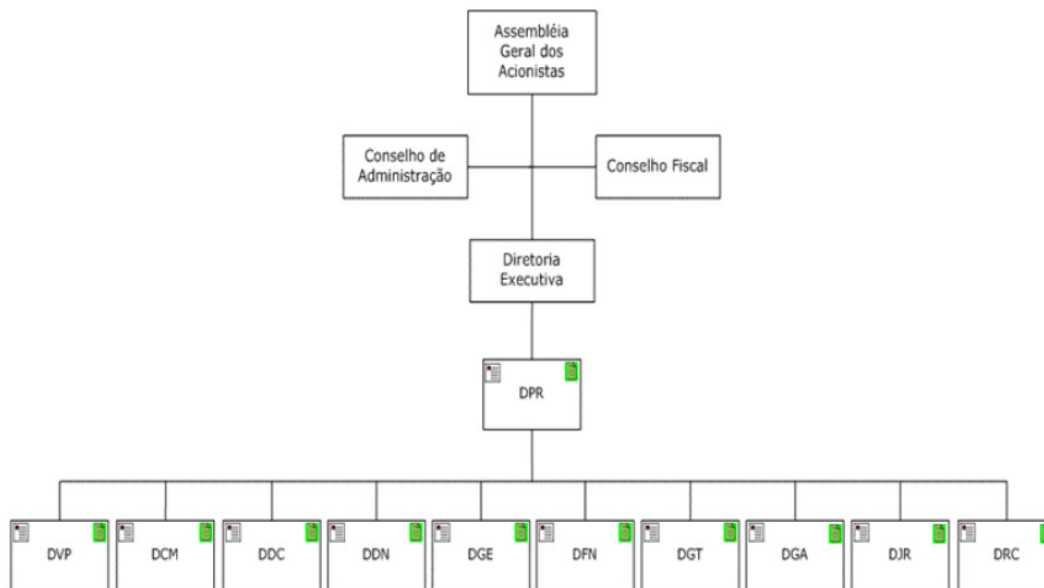 Assembléia
Geral dos
Acionistas
Conselho de
Administração
Conselho Fiscal
Diretoria
Executiva
DPR
DVP
DCM
DDC
DDN
DGE
DFN
DGT
DGA
DJR
DRC